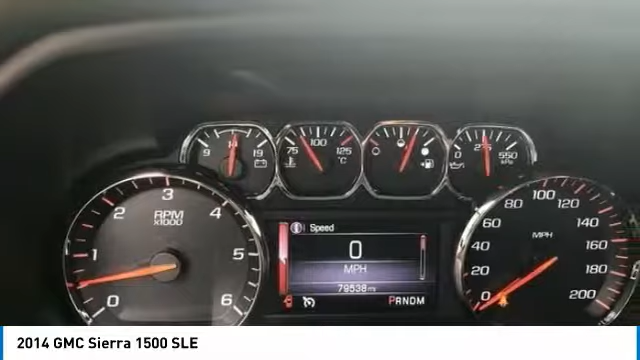 9 14 19
75 100 125 °C
0 275 550 kPa
RPM x1000
0 1 2 3 4 5 6
Speed
0
MPH
79538 mi
PRNDM
MPH
0 20 40 60 80 100 120 140 160 180 200
2014 GMC Sierra 1500 SLE